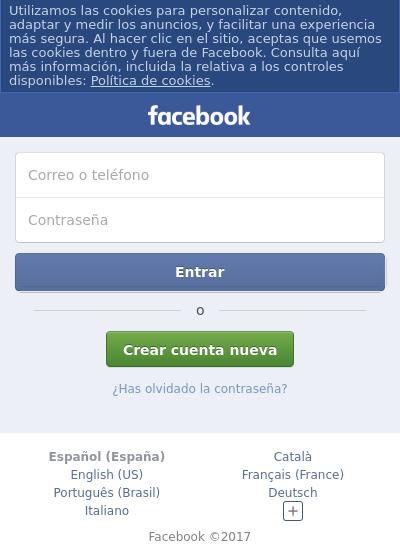 Utilizamos las cookies para personalizar contenido,
adaptar y medir los anuncios, y facilitar una experiencia
más segura. Al hacer clic en el sitio, aceptas que usemos
las cookies dentro y fuera de Facebook. Consulta aquí
más información, incluida la relativa a los controles
disponibles: Política de cookies.
facebook
Correo o teléfono
Contraseña
Entrar
o
Crear cuenta nueva
¿Has olvidado la contraseña?
Español (España) Català
English (US) Français (France)
Português (Brasil) Deutsch
Italiano +
Facebook ©2017